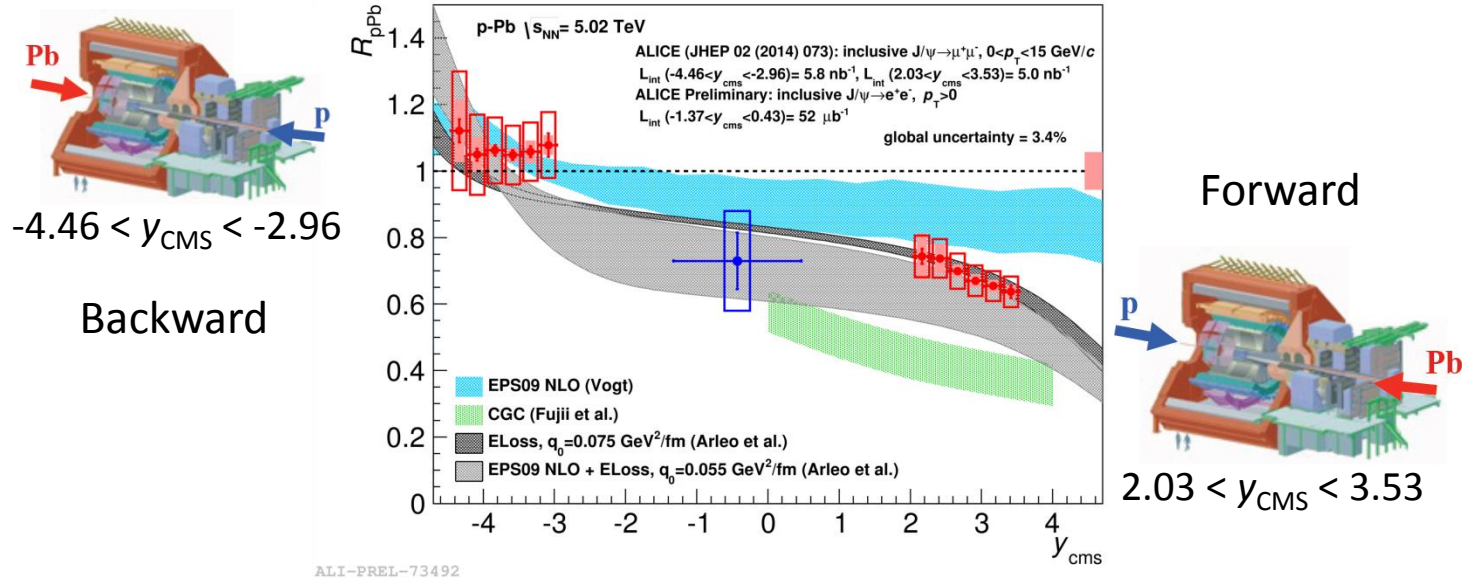 Pb
p
-4.46 < yCMS < -2.96
Backward
RpPb
1.4
1.2
1
0.8
0.6
0.4
0.2
0
p-Pb \sNN= 5.02 TeV
ALICE (JHEP 02 (2014) 073): inclusive J/ψ→μ⁺μ⁻, 0<pT<15 GeV/c
Lint (-4.46<ycms<-2.96)= 5.8 nb⁻¹, Lint (2.03<ycms<3.53)= 5.0 nb⁻¹
ALICE Preliminary: inclusive J/ψ→e⁺e⁻, pT>0
Lint (-1.37<ycms<0.43)= 52 μb⁻¹
global uncertainty = 3.4%
EPS09 NLO (Vogt)
CGC (Fujii et al.)
ELoss, q0=0.075 GeV²/fm (Arleo et al.)
EPS09 NLO + ELoss, q0=0.055 GeV²/fm (Arleo et al.)
-4 -3 -2 -1 0 1 2 3 4
ycms
ALI-PREL-73492
Forward
p
Pb
2.03 < yCMS < 3.53